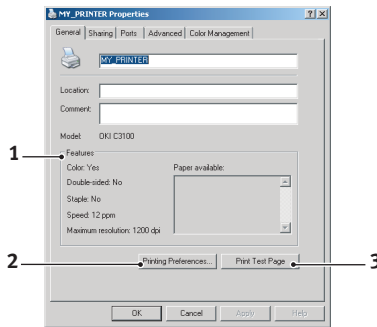 MY_PRINTER Properties
General Sharing Ports Advanced Color Management
MY_PRINTER
Location:
Comment:
Model: OKI C3100
1
Features
Color: Yes Paper available:
Double-sided: No
Staple: No
Speed: 12 ppm
Maximum resolution: 1200 dpi
2 Printing Preferences... Print Test Page 3
OK Cancel Apply Help